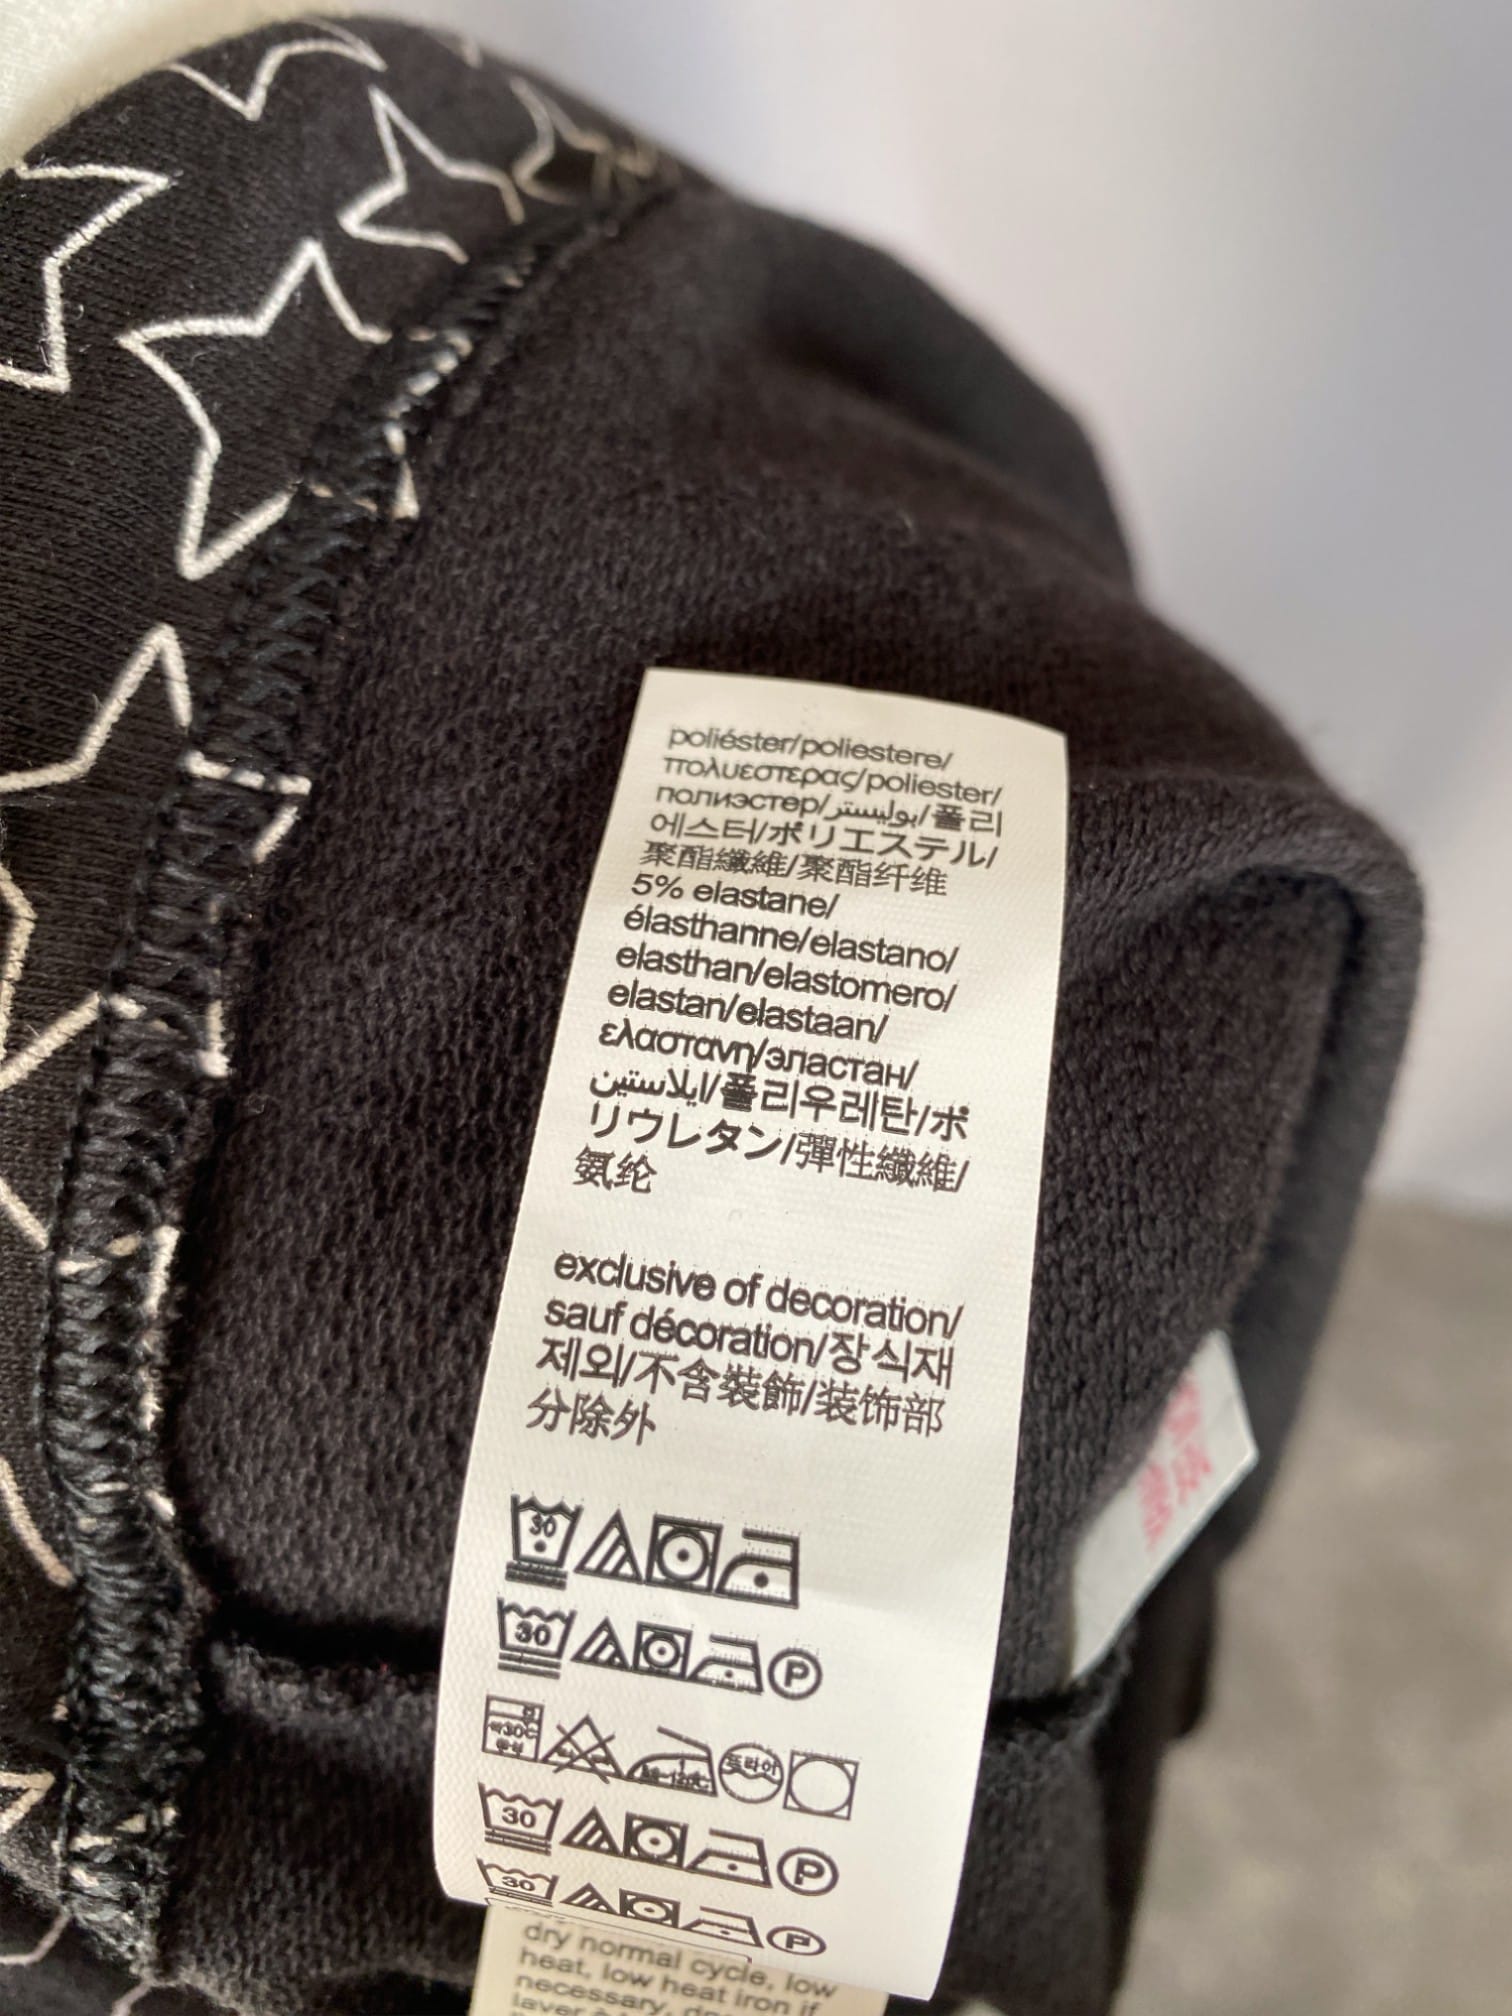 poliéster/poliestere/
πολυεστερας/poliester/
полиэстер/بوليستر/폴리
에스터/ポリエステル/
聚酯纖維/聚酯纤维
5% elastane/
élasthanne/elastano/
elasthan/elastomero/
elastan/elastaan/
ελαστανη/эластан/
ايلاستين/폴리우레탄/ポ
リウレタン/彈性纖維/
氨纶
exclusive of decoration/
sauf décoration/장식재
제외/不含裝飾/装饰部
分除外
30
30 P
드라이
30 P
30 P
dry normal cycle, low
heat, low heat iron if
necessary,